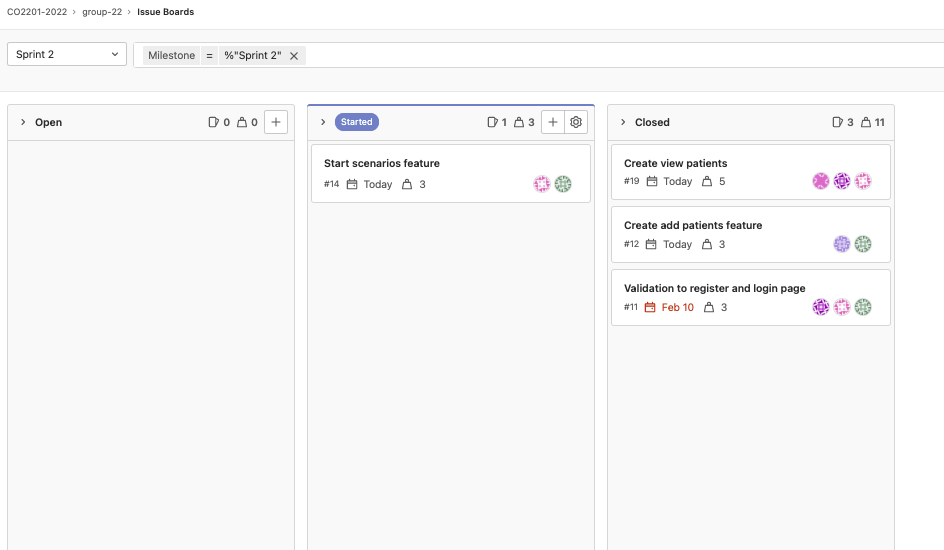 CO2201-2022 › group-22 › Issue Boards
Sprint 2
Milestone = %"Sprint 2"
Open 0 0
Started 1 3
Start scenarios feature
#14 Today 3
Closed 3 11
Create view patients
#19 Today 5
Create add patients feature
#12 Today 3
Validation to register and login page
#11 Feb 10 3